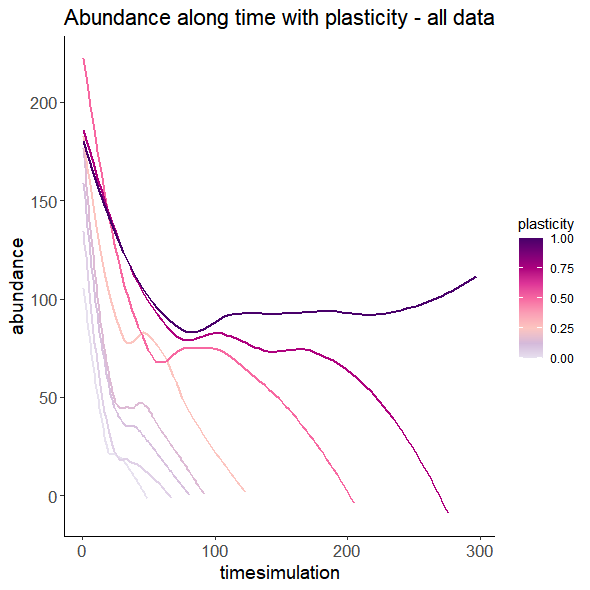 Abundance along time with plasticity - all data
abundance
200
150
100
50
0
0 100 200 300
timesimulation
plasticity
1.00
0.75
0.50
0.25
0.00